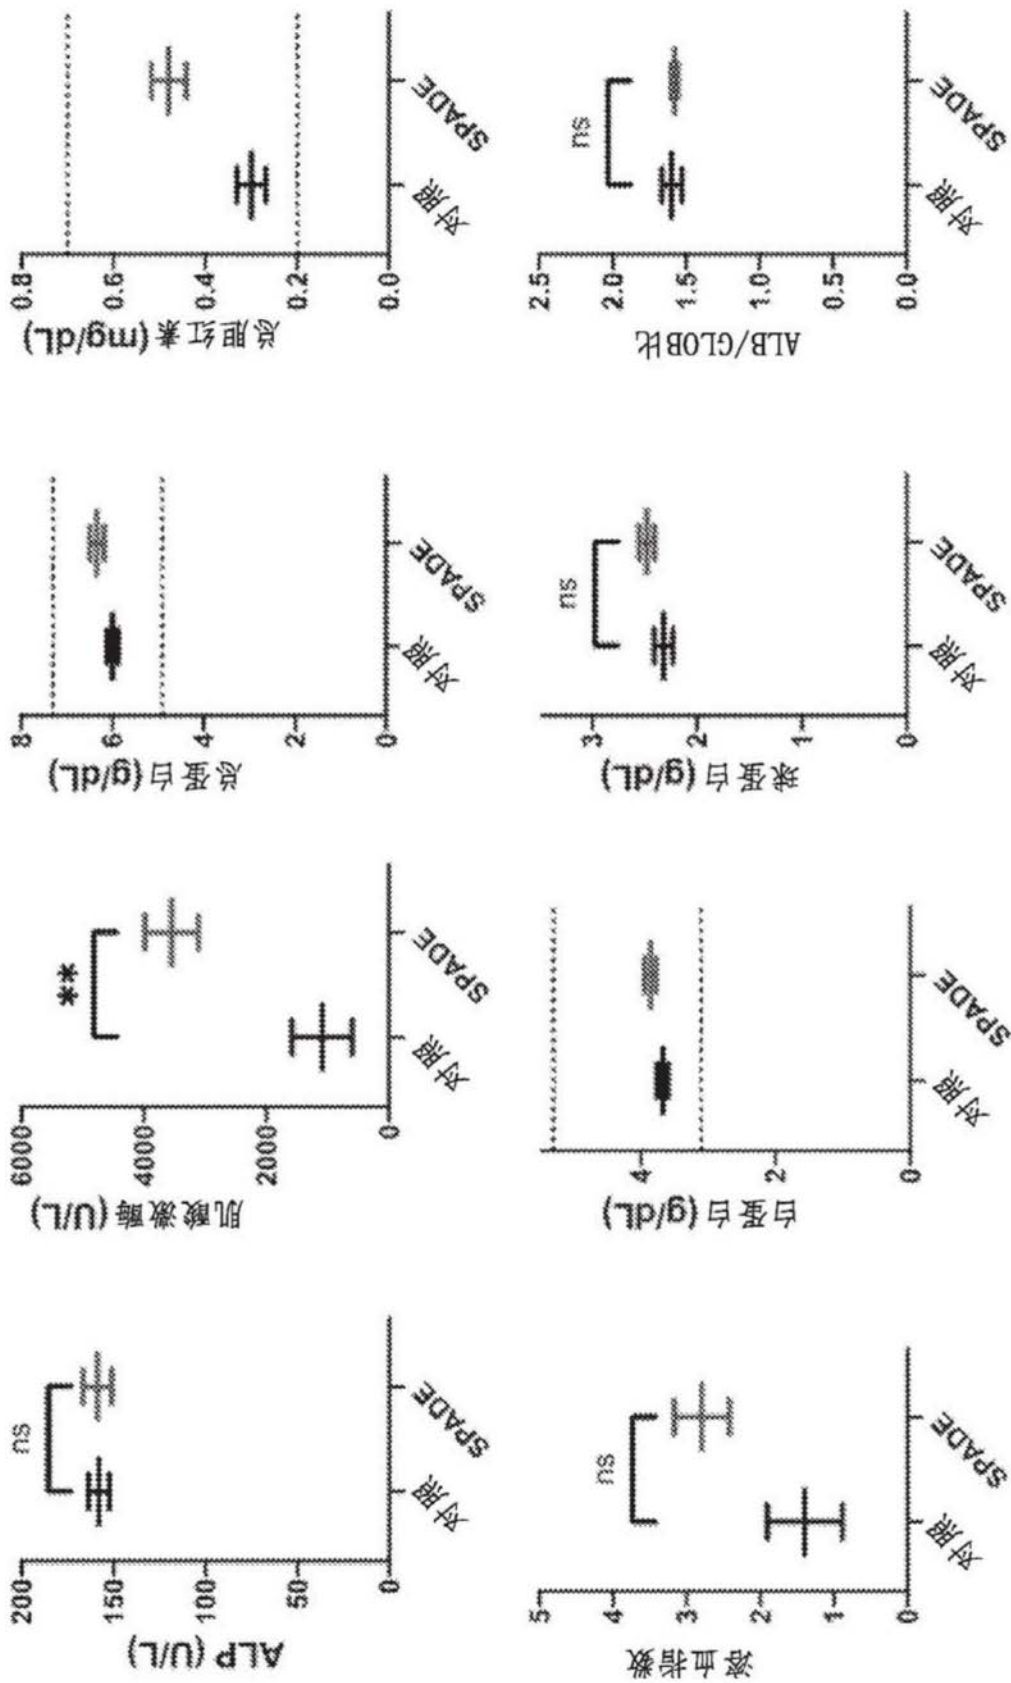 ALP (U/L)
200
150
100
50
0
ns
对照
SPADE
肌酸激酶 (U/L)
6000
4000
2000
0
**
对照
SPADE
总蛋白 (g/dL)
8
6
4
2
0
对照
SPADE
总胆红素 (mg/dL)
0.8
0.6
0.4
0.2
0.0
对照
SPADE
溶血指数
5
4
3
2
1
0
ns
对照
SPADE
白蛋白 (g/dL)
4
2
0
对照
SPADE
球蛋白 (g/dL)
3
2
1
0
ns
对照
SPADE
ALB/GLOB比
2.5
2.0
1.5
1.0
0.5
0.0
ns
对照
SPADE